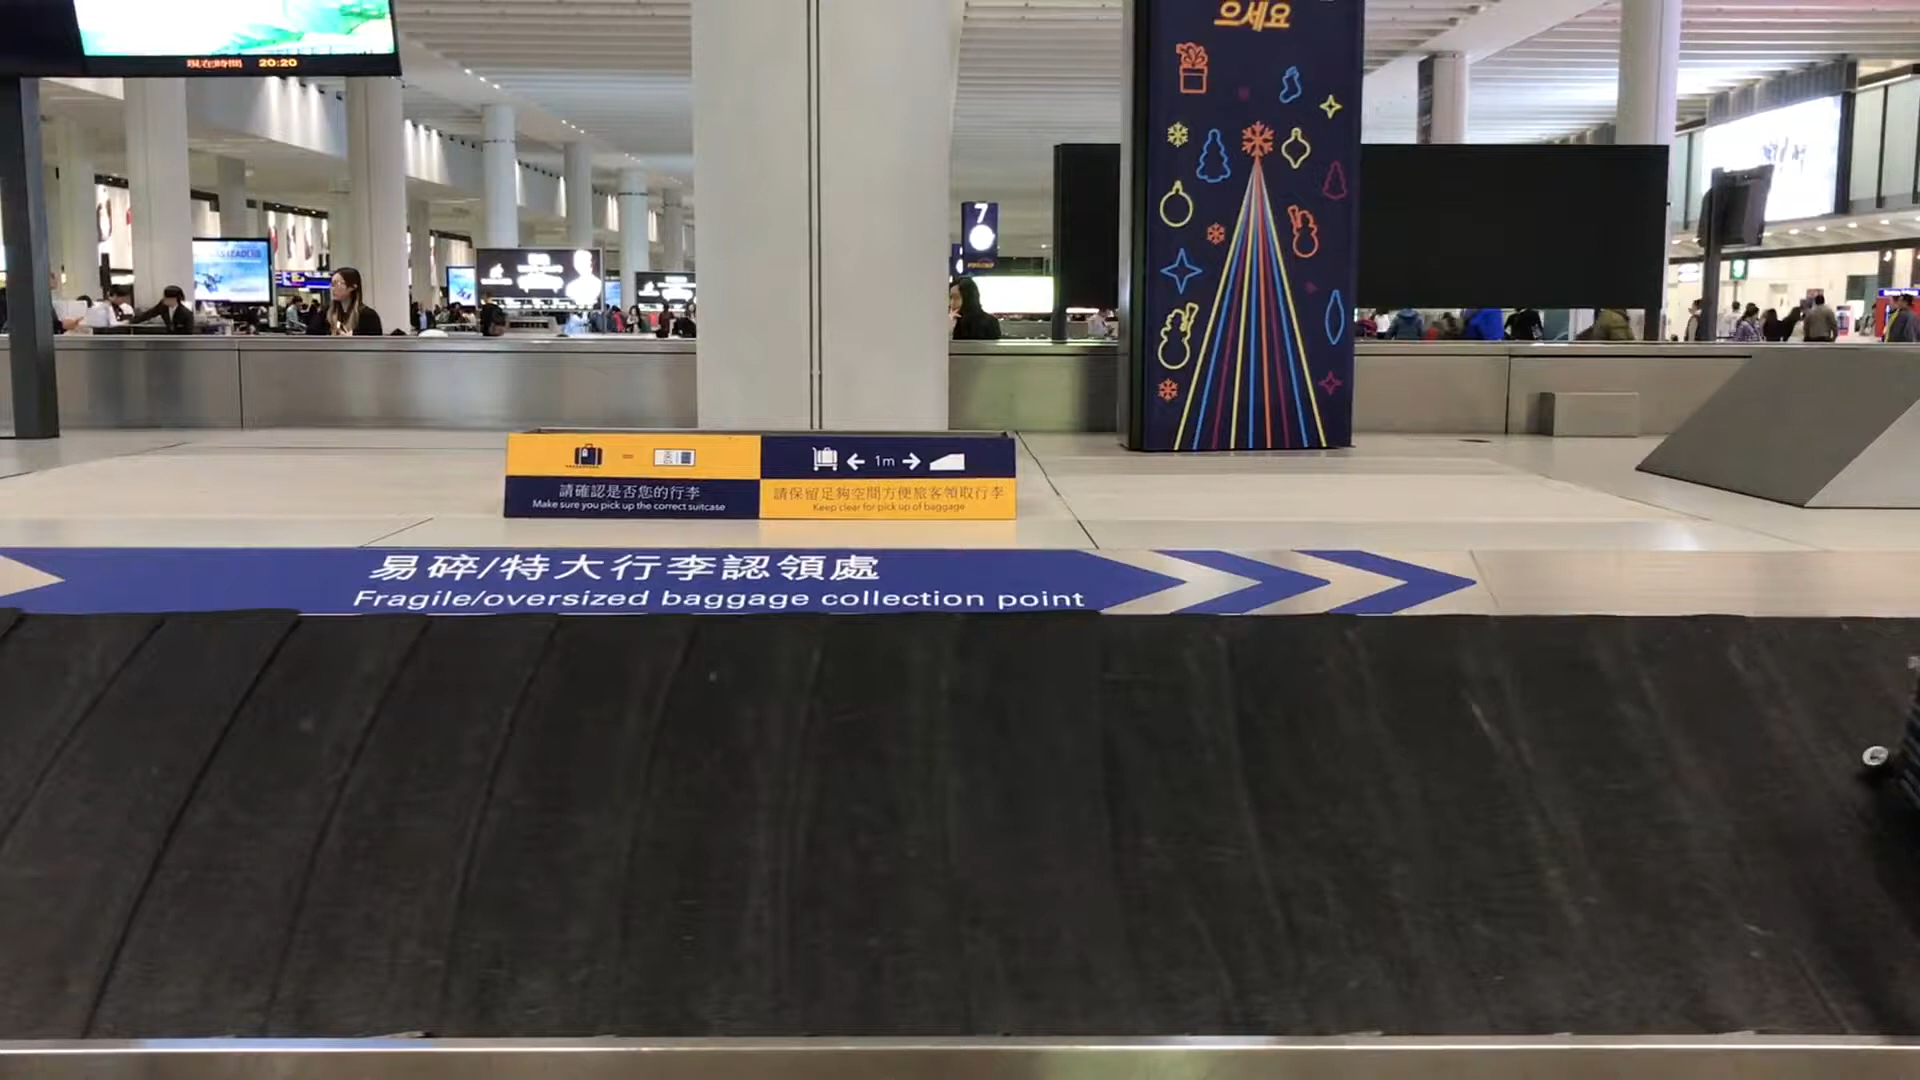 으세요
現在時間 20:20
7
1m
請確認是否您的行李
Make sure you pick up the correct suitcase
請保留足夠空間方便旅客領取行李
Keep clear for pick up of baggage
易碎/特大行李認領處
Fragile/oversized baggage collection point